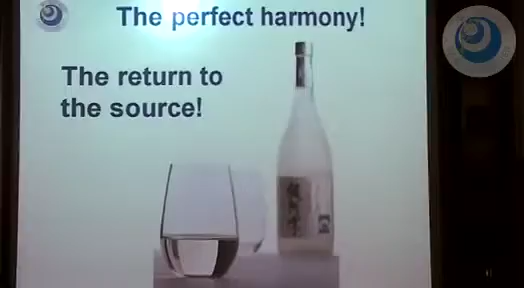 The perfect harmony!
The return to
the source!